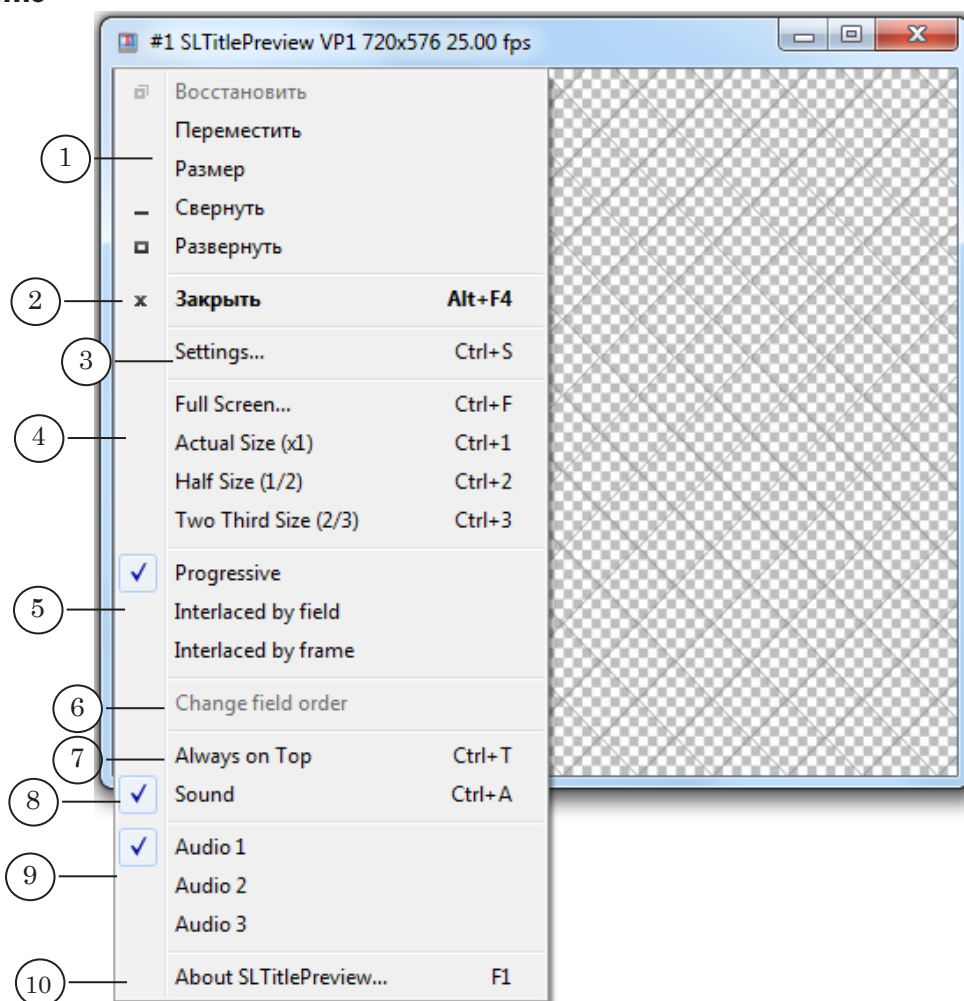 #1 SLTitlePreview VP1 720x576 25.00 fps
Восстановить
Переместить
1
Размер
Свернуть
Развернуть
2 x Закрыть Alt+F4
3 Settings... Ctrl+S
Full Screen... Ctrl+F
4 Actual Size (x1) Ctrl+1
Half Size (1/2) Ctrl+2
Two Third Size (2/3) Ctrl+3
Progressive
5 Interlaced by field
Interlaced by frame
6 Change field order
7 Always on Top Ctrl+T
8 Sound Ctrl+A
Audio 1
9 Audio 2
Audio 3
10 About SLTitlePreview... F1